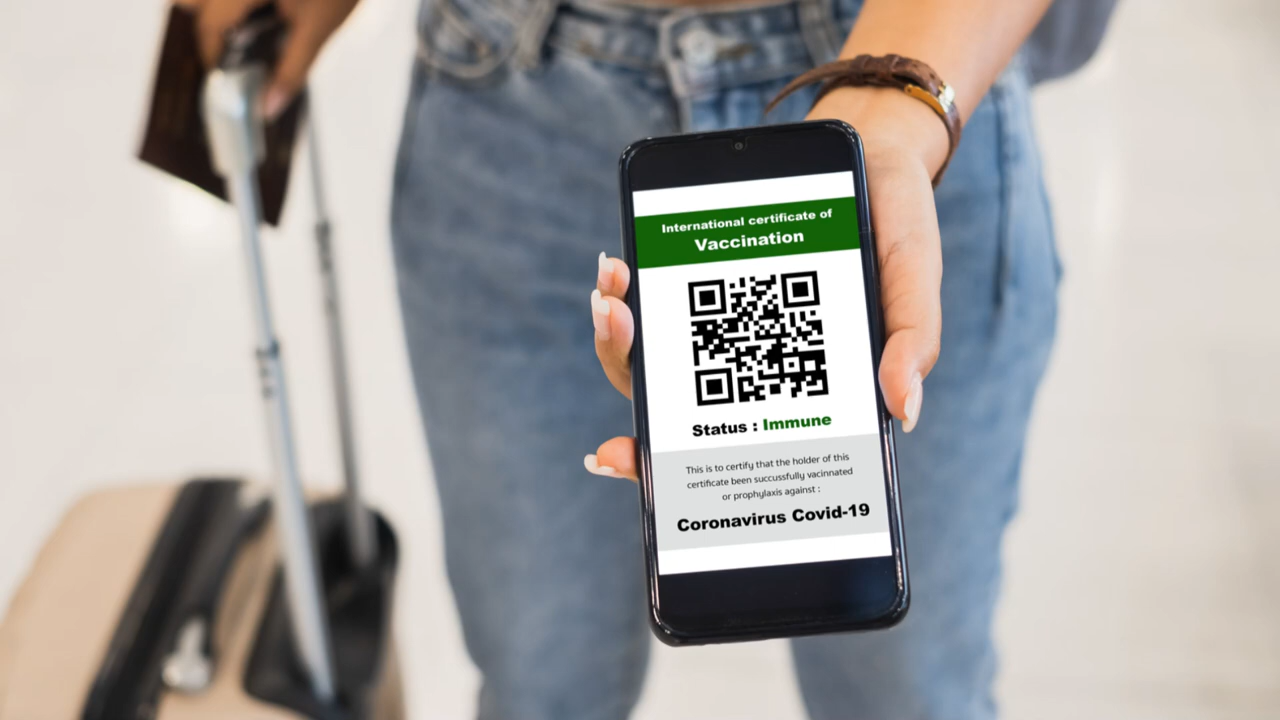 International certificate of
Vaccination
Status : Immune
This is to certify that the holder of this
certificate been succussfully vacinnated
or prophylaxis against :
Coronavirus Covid-19